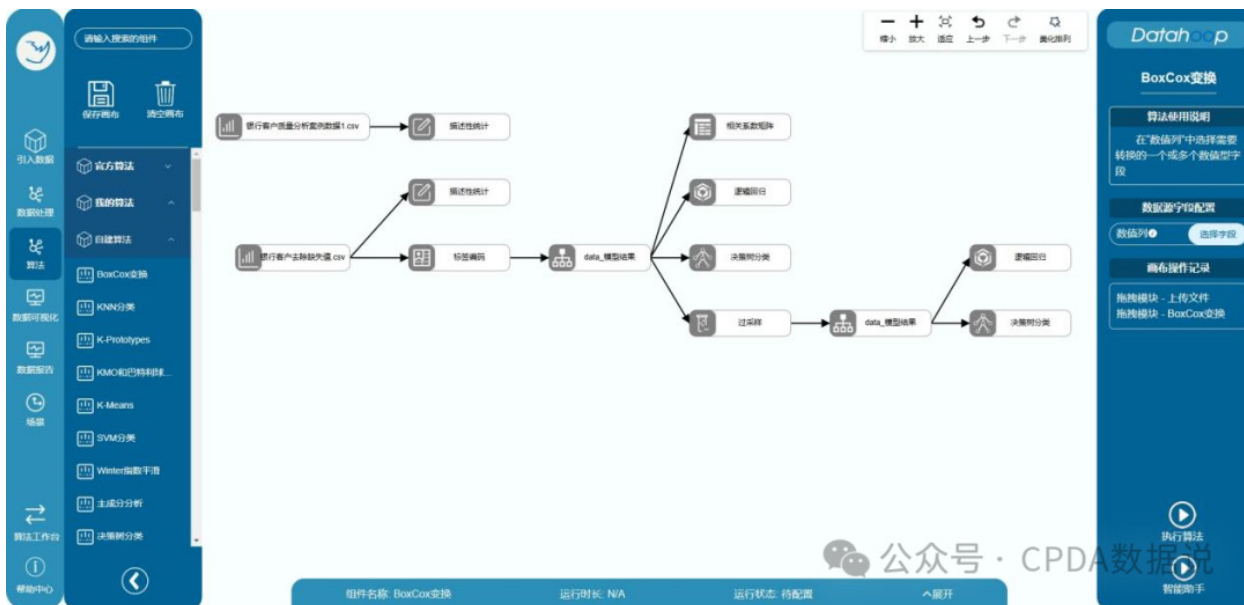 引入数据
数据处理
算法
数据可视化
数据报告
场景
算法工作台
帮助中心
请输入搜索的组件
保存画布
清空画布
官方算法
我的算法
自建算法
BoxCox变换
KNN分类
K-Prototypes
KMO和巴特利球...
K-Means
SVM分类
Winter指数平滑
主成分分析
决策树分类
缩小
放大
适应
上一步
下一步
美化排列
银行客户质量分析案例数据1.csv
描述性统计
相关系数矩阵
描述性统计
逻辑回归
银行客户去除缺失值.csv
标签编码
data_模型结果
决策树分类
逻辑回归
过采样
data_模型结果
决策树分类
组件名称: BoxCox变换
运行时长: N/A
运行状态: 待配置
展开
Datahoop
BoxCox变换
算法使用说明
在"数值列"中选择需要
转换的一个或多个数值型字
段
数据源字段配置
数值列
选择字段
画布操作记录
拖拽模块 - 上传文件
拖拽模块 - BoxCox变换
执行算法
智能助手
公众号 · CPDA数据说